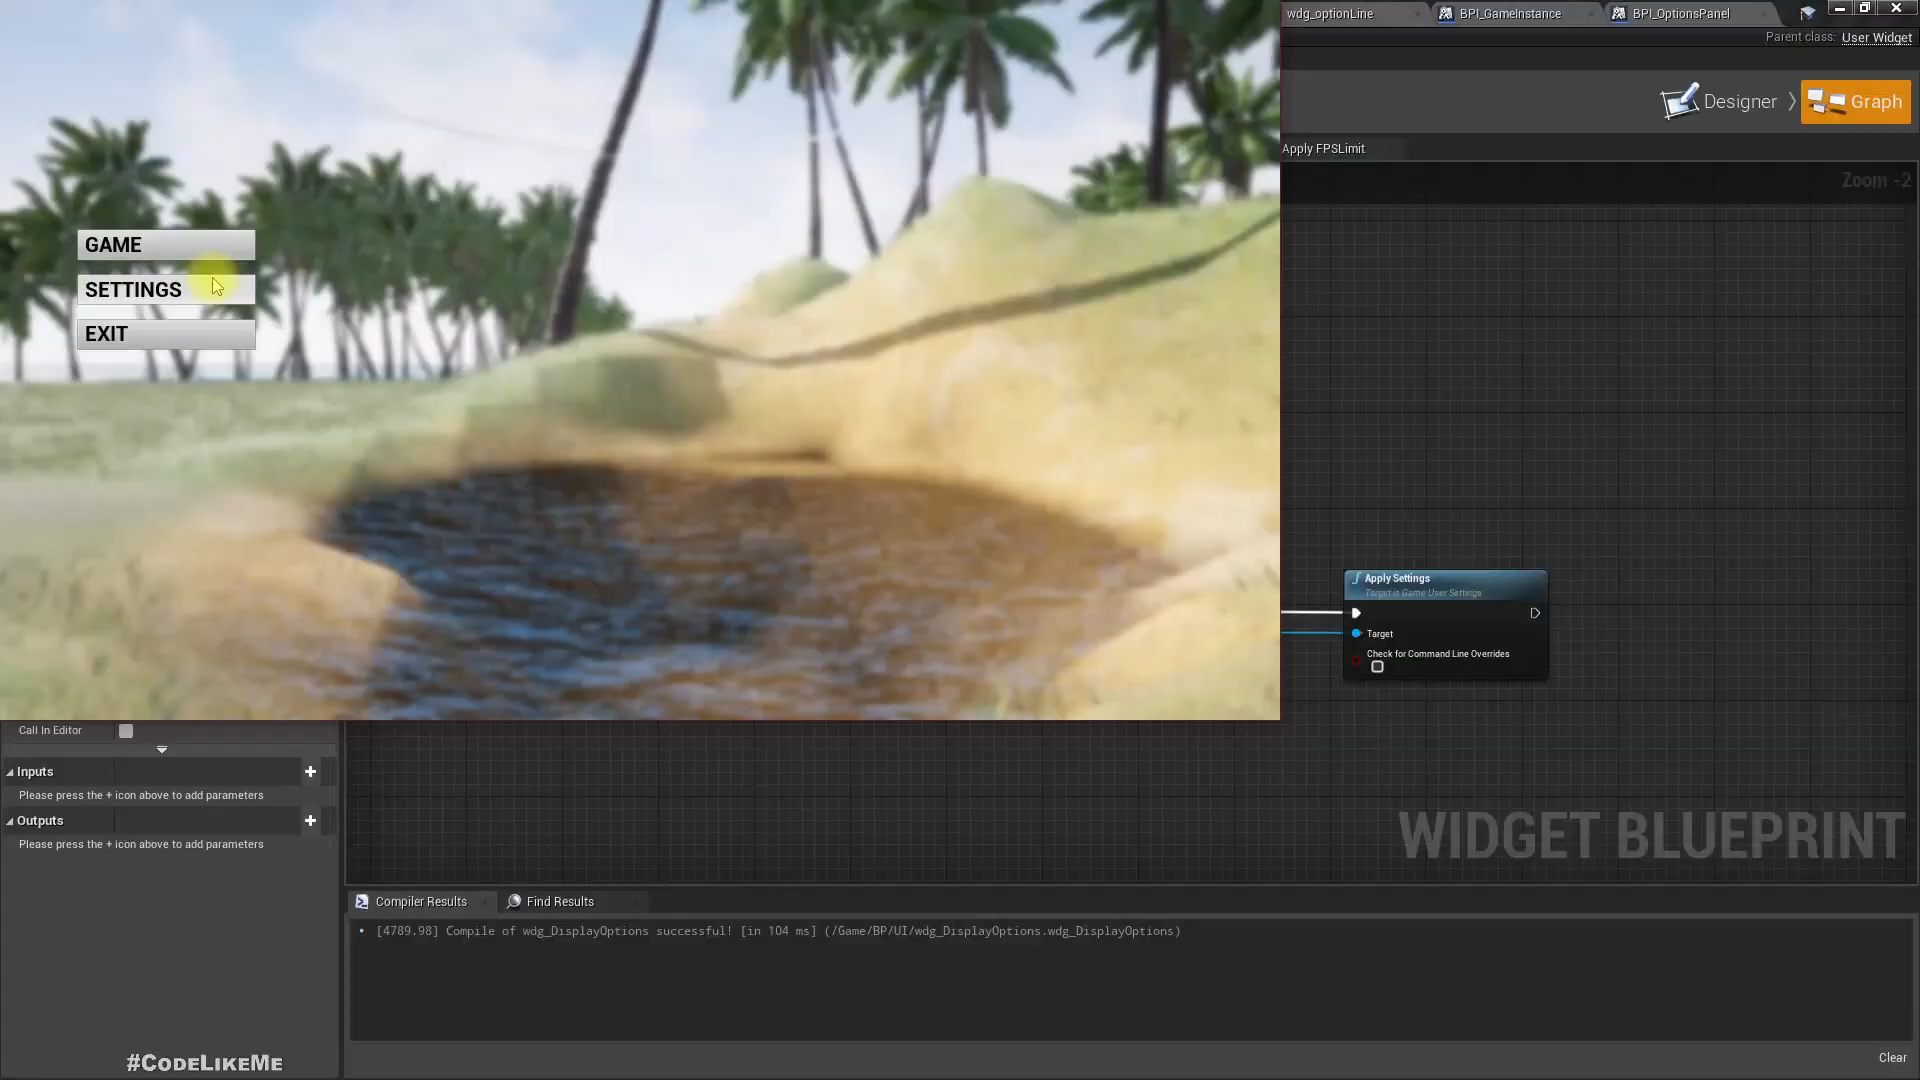 wdg_optionLine
BPI_GameInstance
BPI_OptionsPanel
Parent class: User Widget
Designer
Graph
Apply FPSLimit
Zoom -2
GAME
SETTINGS
EXIT
Apply Settings
Target is Game User Settings
Target
Check for Command Line Overrides
Call In Editor
Inputs
Please press the + icon above to add parameters
Outputs
Please press the + icon above to add parameters
WIDGET BLUEPRINT
Compiler Results
Find Results
• [4789.98] Compile of wdg_DisplayOptions successful! [in 104 ms] (/Game/BP/UI/wdg_DisplayOptions.wdg_DisplayOptions)
#CODELIKEME
Clear